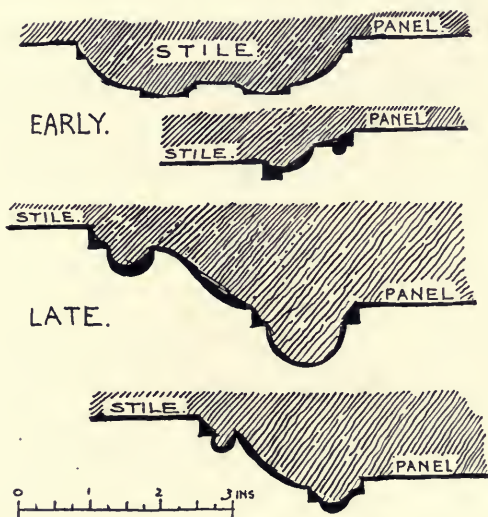 STILE. PANEL.
EARLY.
STILE. PANEL
STILE.
LATE. PANEL
STILE. PANEL
0 1 2 3 INS